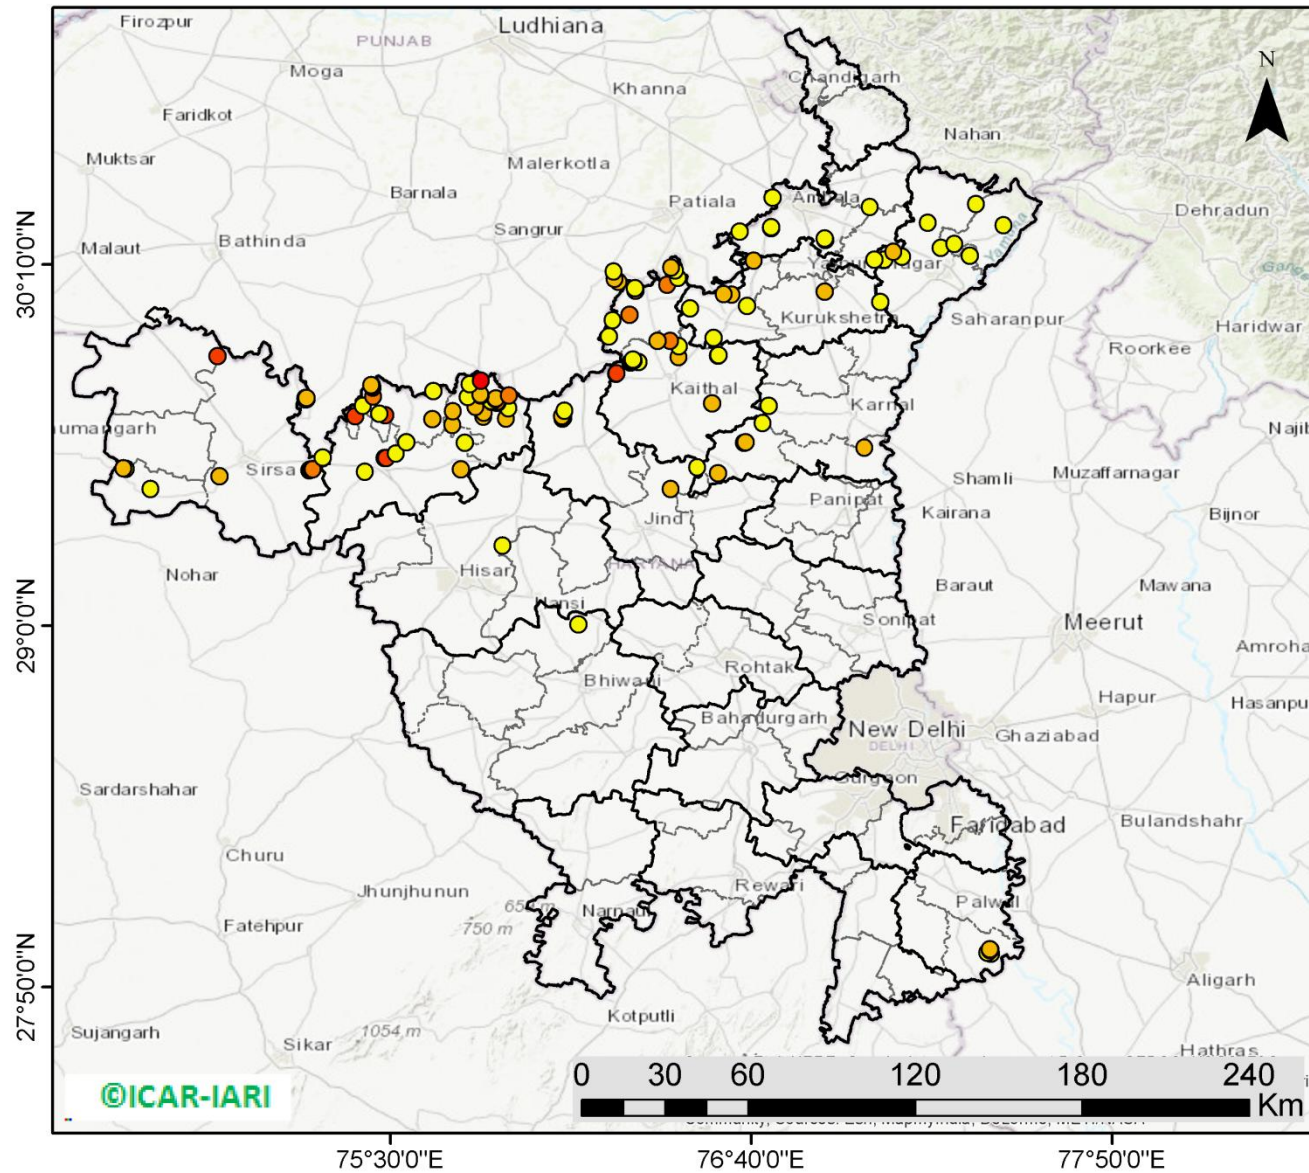 Firozpur
Ludhiana
PUNJAB
Moga
Khanna
Chandigarh
N
Faridkot
Nahan
Muktsar
Malerkotla
Barnala
Ambala
Patiala
Dehradun
Sangrur
Malaut
Bathinda
Yamuna
30°10'0"N
Kurukshetra
Saharanpur
Haridwar
Roorkee
Kaithal
Karnal
Sirsa
Shamli
Muzaffarnagar
Panipat
Kairana
Jind
Bijnor
Nohar
Hisar
HARYANA
Baraut
Mawana
Hansi
29°0'0"N
Sonipat
Meerut
Amroha
Rohtak
Bhiwani
Hapur
Hasanpu
Bahadurgarh
New Delhi
DELHI
Ghaziabad
Gurgaon
Sardarshahar
Faridabad
Bulandshahr
Churu
Jhunjhunun
Rewari
Palwal
Narnaul
Fatehpur
750 m
Aligarh
27°50'0"N
Kotputli
Sujangarh
1054 m
Sikar
Hathras
©ICAR-IARI
0 30 60 120 180 240
Km
75°30'0"E 76°40'0"E 77°50'0"E